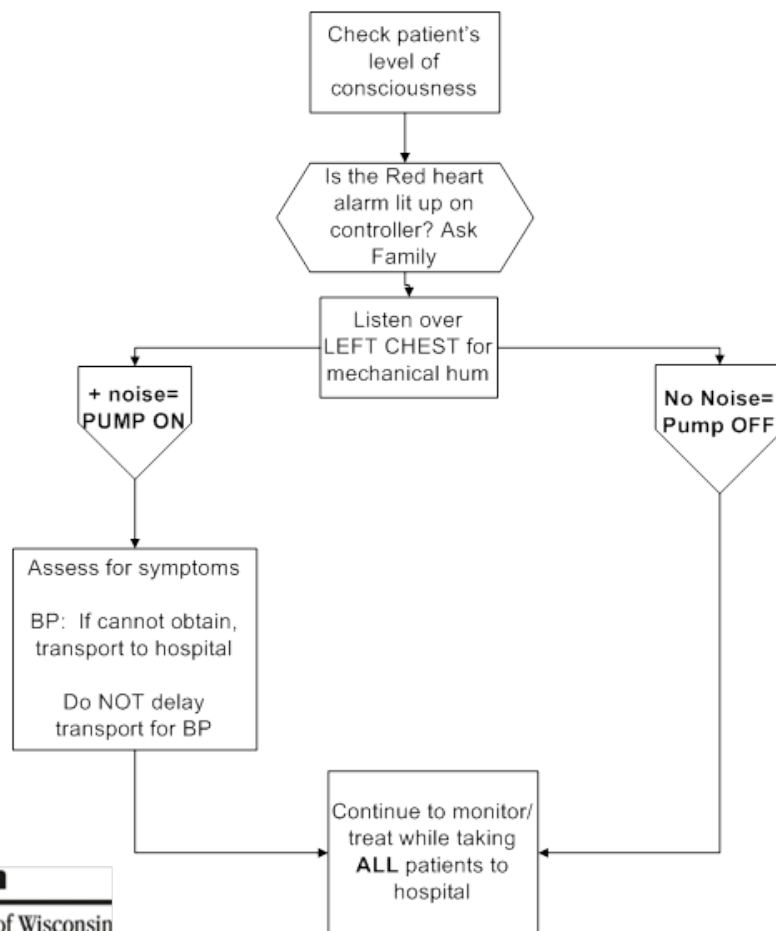 Check patient's
level of
consciousness
Is the Red heart
alarm lit up on
controller? Ask
Family
Listen over
LEFT CHEST for
mechanical hum
+ noise=
PUMP ON
No Noise=
Pump OFF
Assess for symptoms
BP: If cannot obtain,
transport to hospital
Do NOT delay
transport for BP
Continue to monitor/
treat while taking
ALL patients to
hospital
of Wisconsin